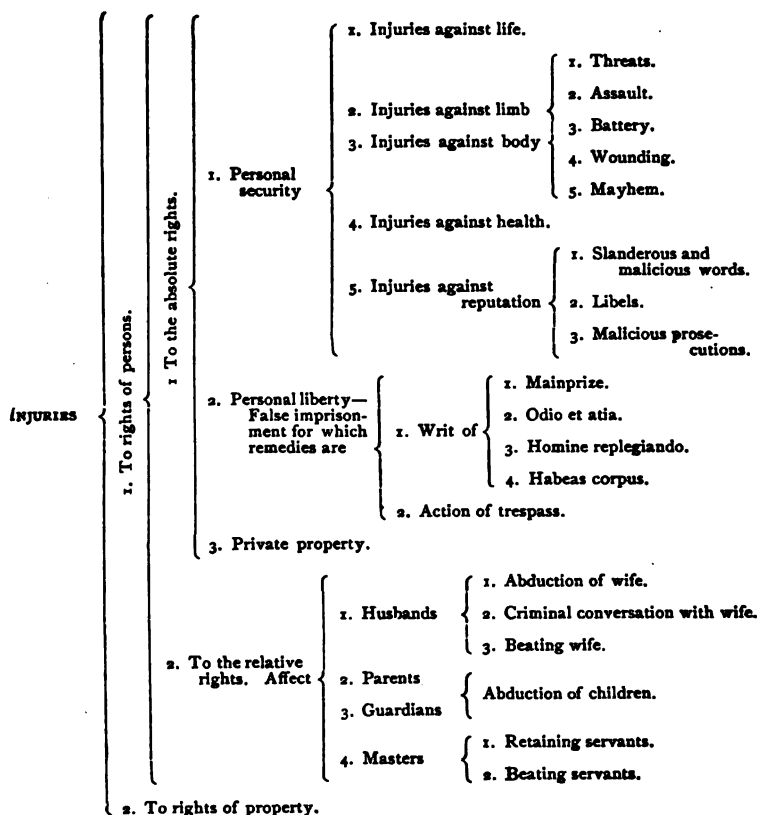 INJURIES
1. To rights of persons.
1 To the absolute rights.
1. Personal
security
1. Injuries against life.
2. Injuries against limb
3. Injuries against body
1. Threats.
2. Assault.
3. Battery.
4. Wounding.
5. Mayhem.
4. Injuries against health.
5. Injuries against
reputation
1. Slanderous and
malicious words.
2. Libels.
3. Malicious prose-
cutions.
2. Personal liberty—
False imprison-
ment for which
remedies are
1. Writ of
1. Mainprize.
2. Odio et atia.
3. Homine replegiando.
4. Habeas corpus.
2. Action of trespass.
3. Private property.
2. To the relative
rights. Affect
1. Husbands
1. Abduction of wife.
2. Criminal conversation with wife.
3. Beating wife.
2. Parents
3. Guardians
Abduction of children.
4. Masters
1. Retaining servants.
2. Beating servants.
2. To rights of property.